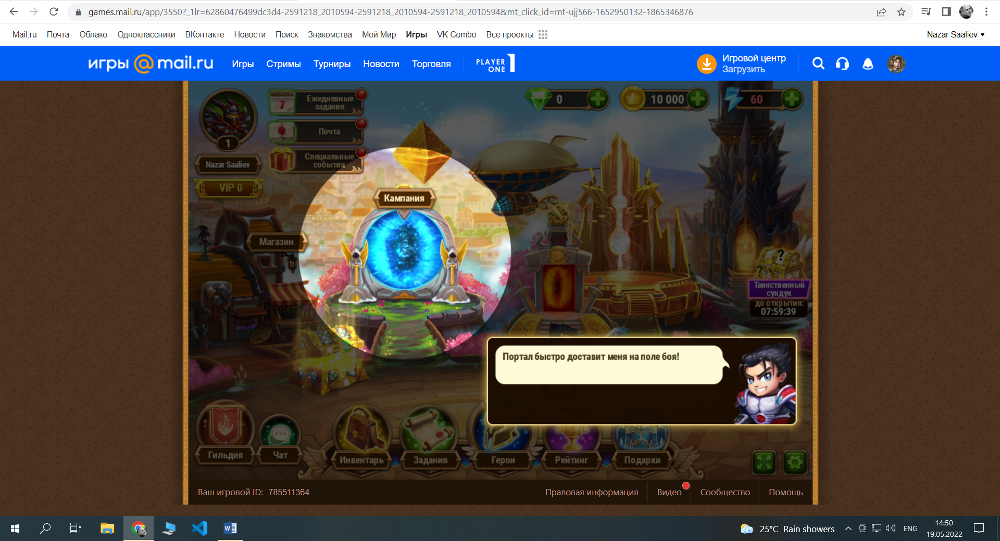 games.mail.ru/app/3550?_1lr=62860476499dc3d4-2591218_2010594-2591218_2010594-2591218_2010594&mt_click_id=mt-ujj566-1652950132-1865346876
Mail.ru Почта Облако Одноклассники ВКонтакте Новости Поиск Знакомства Мой Мир Игры VK Combo Все проекты Nazar Saaliev
игры @ mail.ru Игры Стримы Турниры Новости Торговля PLAYER ONE 1
Игровой центр
Загрузить
7
Ежедневные
задания
0
10 000
60
Почта
1
Специальные
события
Nazar Saaliev
VIP 0
Кампания
Магазин
Таинственный
сундук
до открытия:
07:59:39
Портал быстро доставит меня на поле боя!
Гильдия Чат Инвентарь Задания Герои Рейтинг Подарки
Ваш игровой ID: 785511364 Правовая информация Видео Сообщество Помощь
25°C Rain showers ENG
14:50
19.05.2022